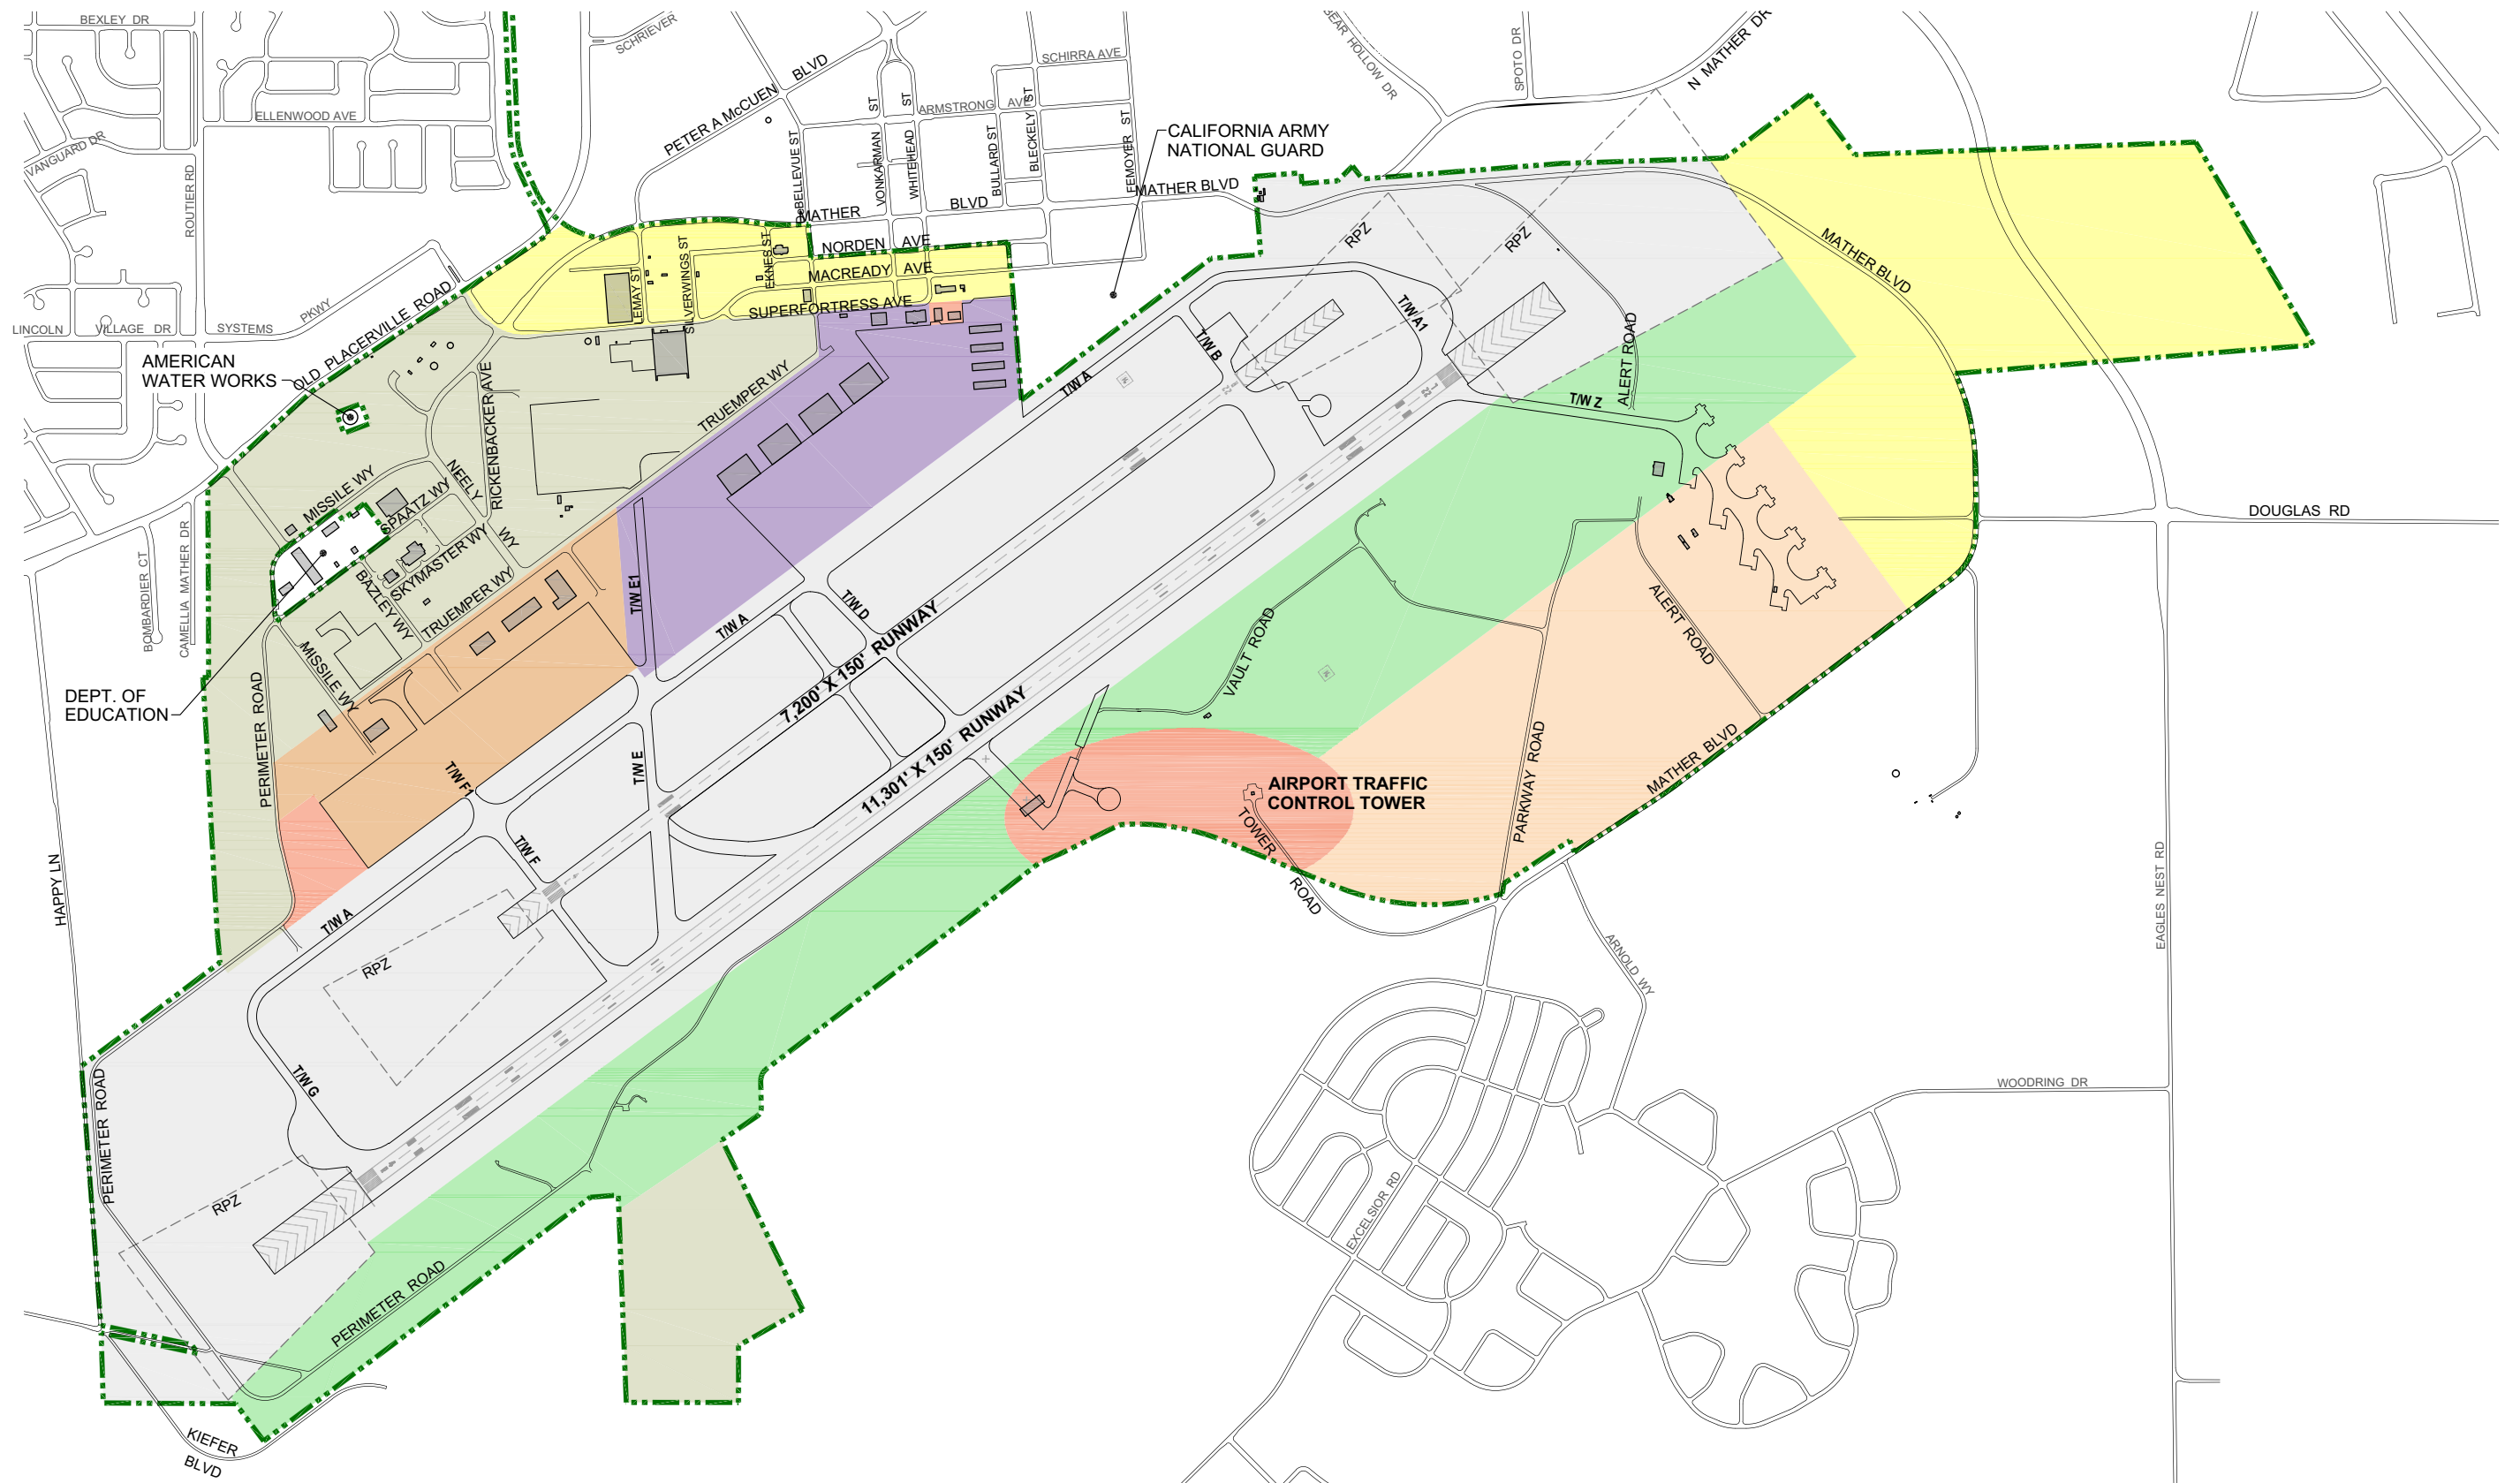 BEXLEY DR
SCHRIEVER
BLVD
PETER A McCUEN
SCHIRRA AVE
BEAR HOLLOW DR
SPOTO DR
N MATHER DR
ELLENWOOD AVE
VANGUARD DR
ROUTIER RD
ARMSTRONG AVE
BELLEVUE ST
VONKARMAN ST
WHITEHEAD ST
BULLARD ST
BLECKELY ST
FEMOYER ST
CALIFORNIA ARMY
NATIONAL GUARD
MATHER BLVD
MATHER BLVD
NORDEN AVE
MACREADY AVE
SUPERFORTRESS AVE
LEMAY ST
SILVERWINGS ST
EKNES ST
RPZ
RPZ
MATHER BLVD
LINCOLN VILLAGE DR
SYSTEMS PKWY
OLD PLACERVILLE ROAD
AMERICAN
WATER WORKS
T/W A1
T/W B
T/W A
ALERT ROAD
T/W Z
TRUEMPER WY
RICKENBACKER AVE
NEELY WY
MISSILE WY
SPAATZ WY
SKYMASTER WY
BAZLEY WY
TRUEMPER WY
MISSILE WY
BOMBARDIER CT
CAMELLIA MATHER DR
DOUGLAS RD
T/W E1
T/W A
T/W D
7,200' X 150' RUNWAY
11,301' X 150' RUNWAY
VAULT ROAD
ALERT ROAD
DEPT. OF
EDUCATION
PERIMETER ROAD
T/W F1
T/W E
T/W F
AIRPORT TRAFFIC
CONTROL TOWER
TOWER ROAD
PARKWAY ROAD
MATHER BLVD
HAPPY LN
T/W A
RPZ
EAGLES NEST RD
ARNOLD WY
T/W G
PERIMETER ROAD
RPZ
WOODRING DR
EXCELSIOR RD
PERIMETER ROAD
KIEFER
BLVD